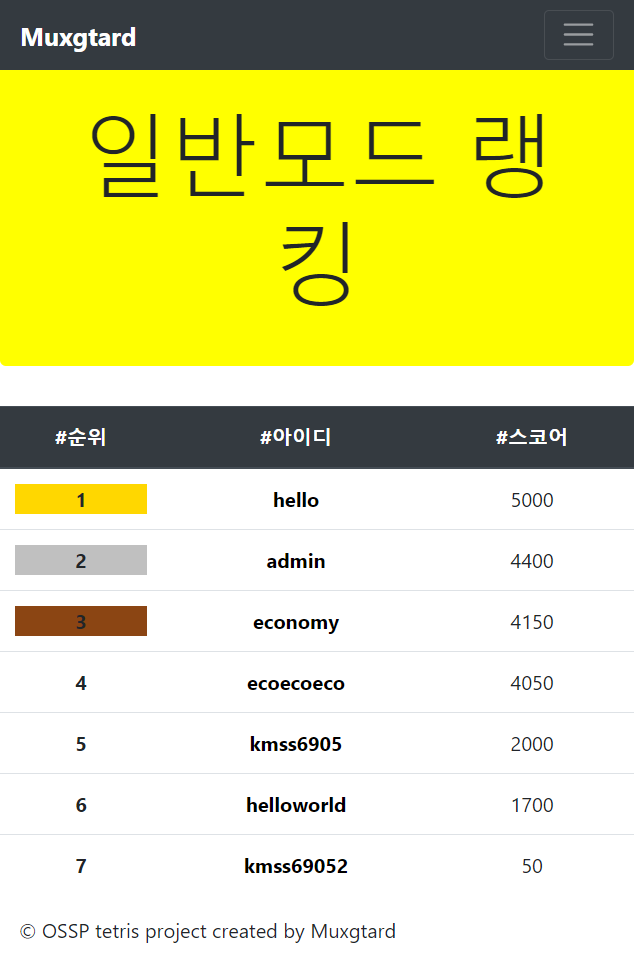 Muxgtard
일반모드 랭
킹
#순위 #아이디 #스코어
1 hello 5000
2 admin 4400
3 economy 4150
4 ecoecoeco 4050
5 kmss6905 2000
6 helloworld 1700
7 kmss69052 50
© OSSP tetris project created by Muxgtard